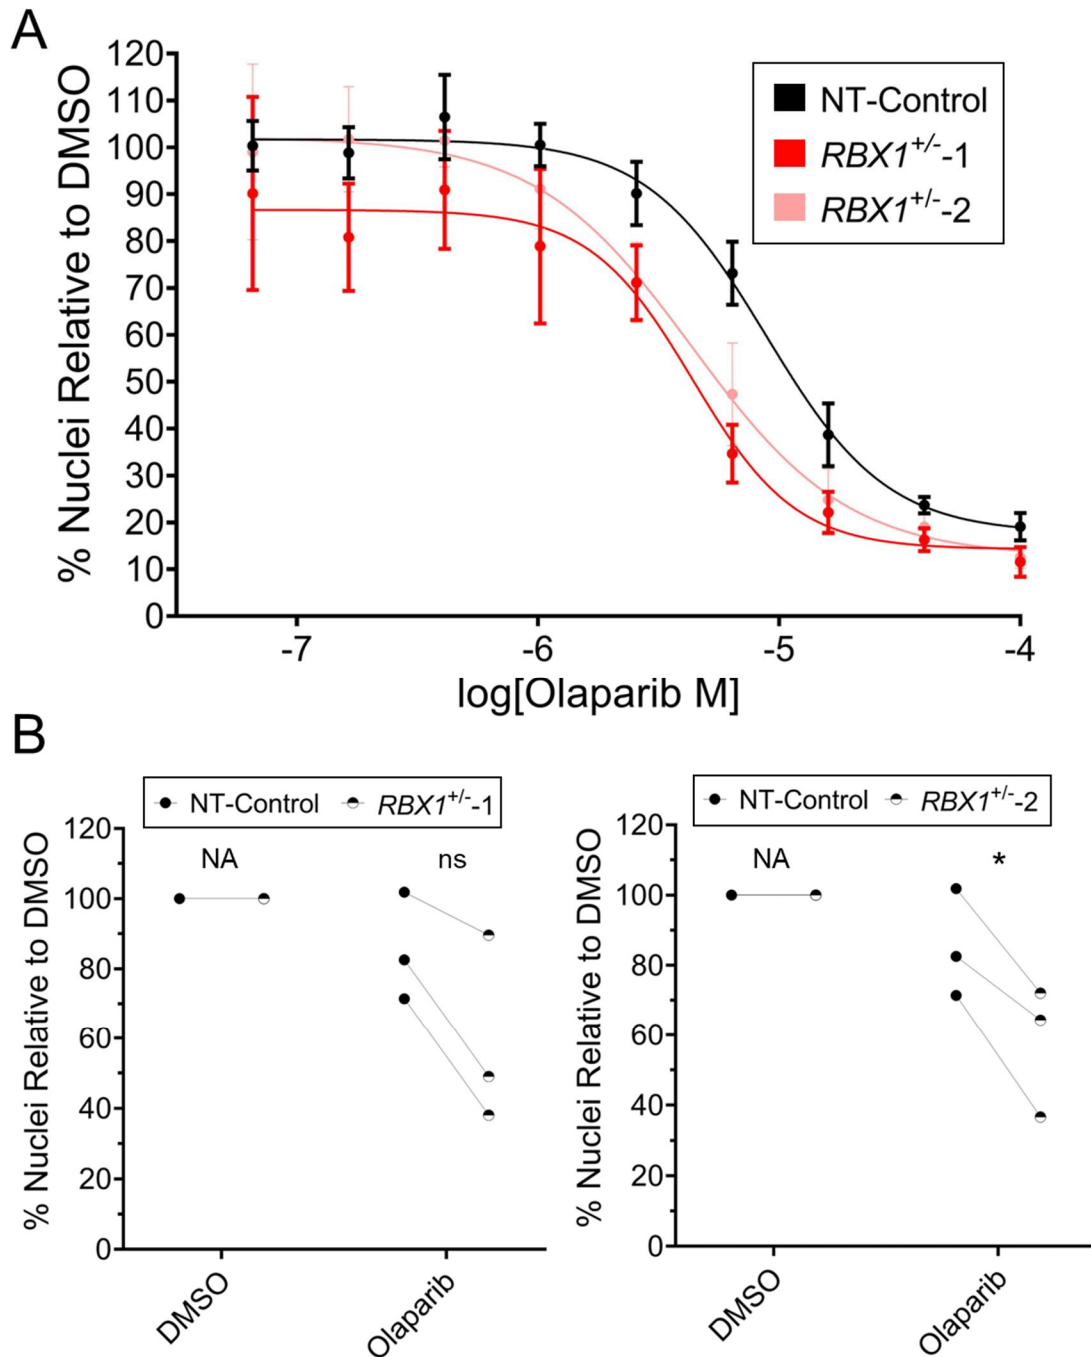 A
% Nuclei Relative to DMSO
120
110
100
90
80
70
60
50
40
30
20
10
0
NT-Control
RBX1+/--1
RBX1+/--2
-7
-6
-5
-4
log[Olaparib M]
B
NT-Control RBX1+/--1
% Nuclei Relative to DMSO
120
100
80
60
40
20
0
NA
ns
DMSO
Olaparib
NT-Control RBX1+/--2
% Nuclei Relative to DMSO
120
100
80
60
40
20
0
NA
*
DMSO
Olaparib